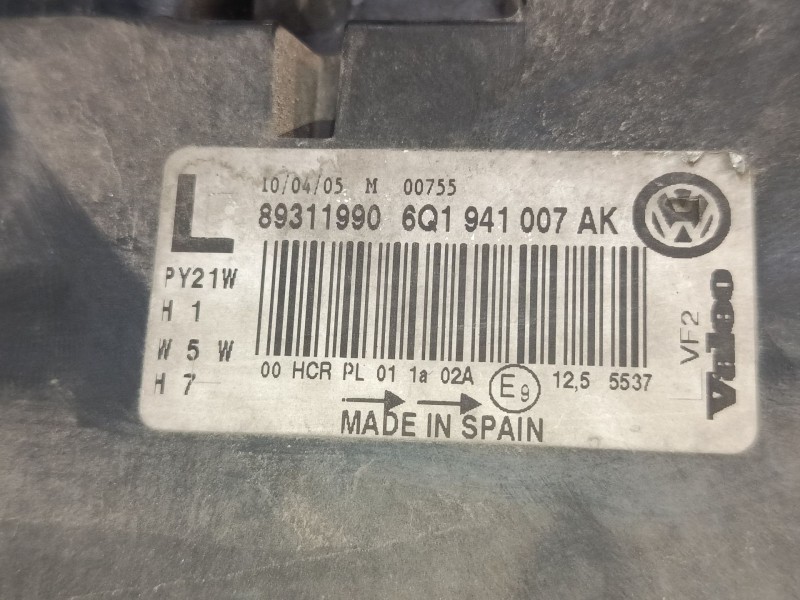 L
10/04/05 M 00755
89311990 6Q1 941 007 AK
PY21W
H 1
W 5 W
H 7
00 HCR PL 01 1a 02A E9 12,5 5537
MADE IN SPAIN
VF2
Valeo
VW